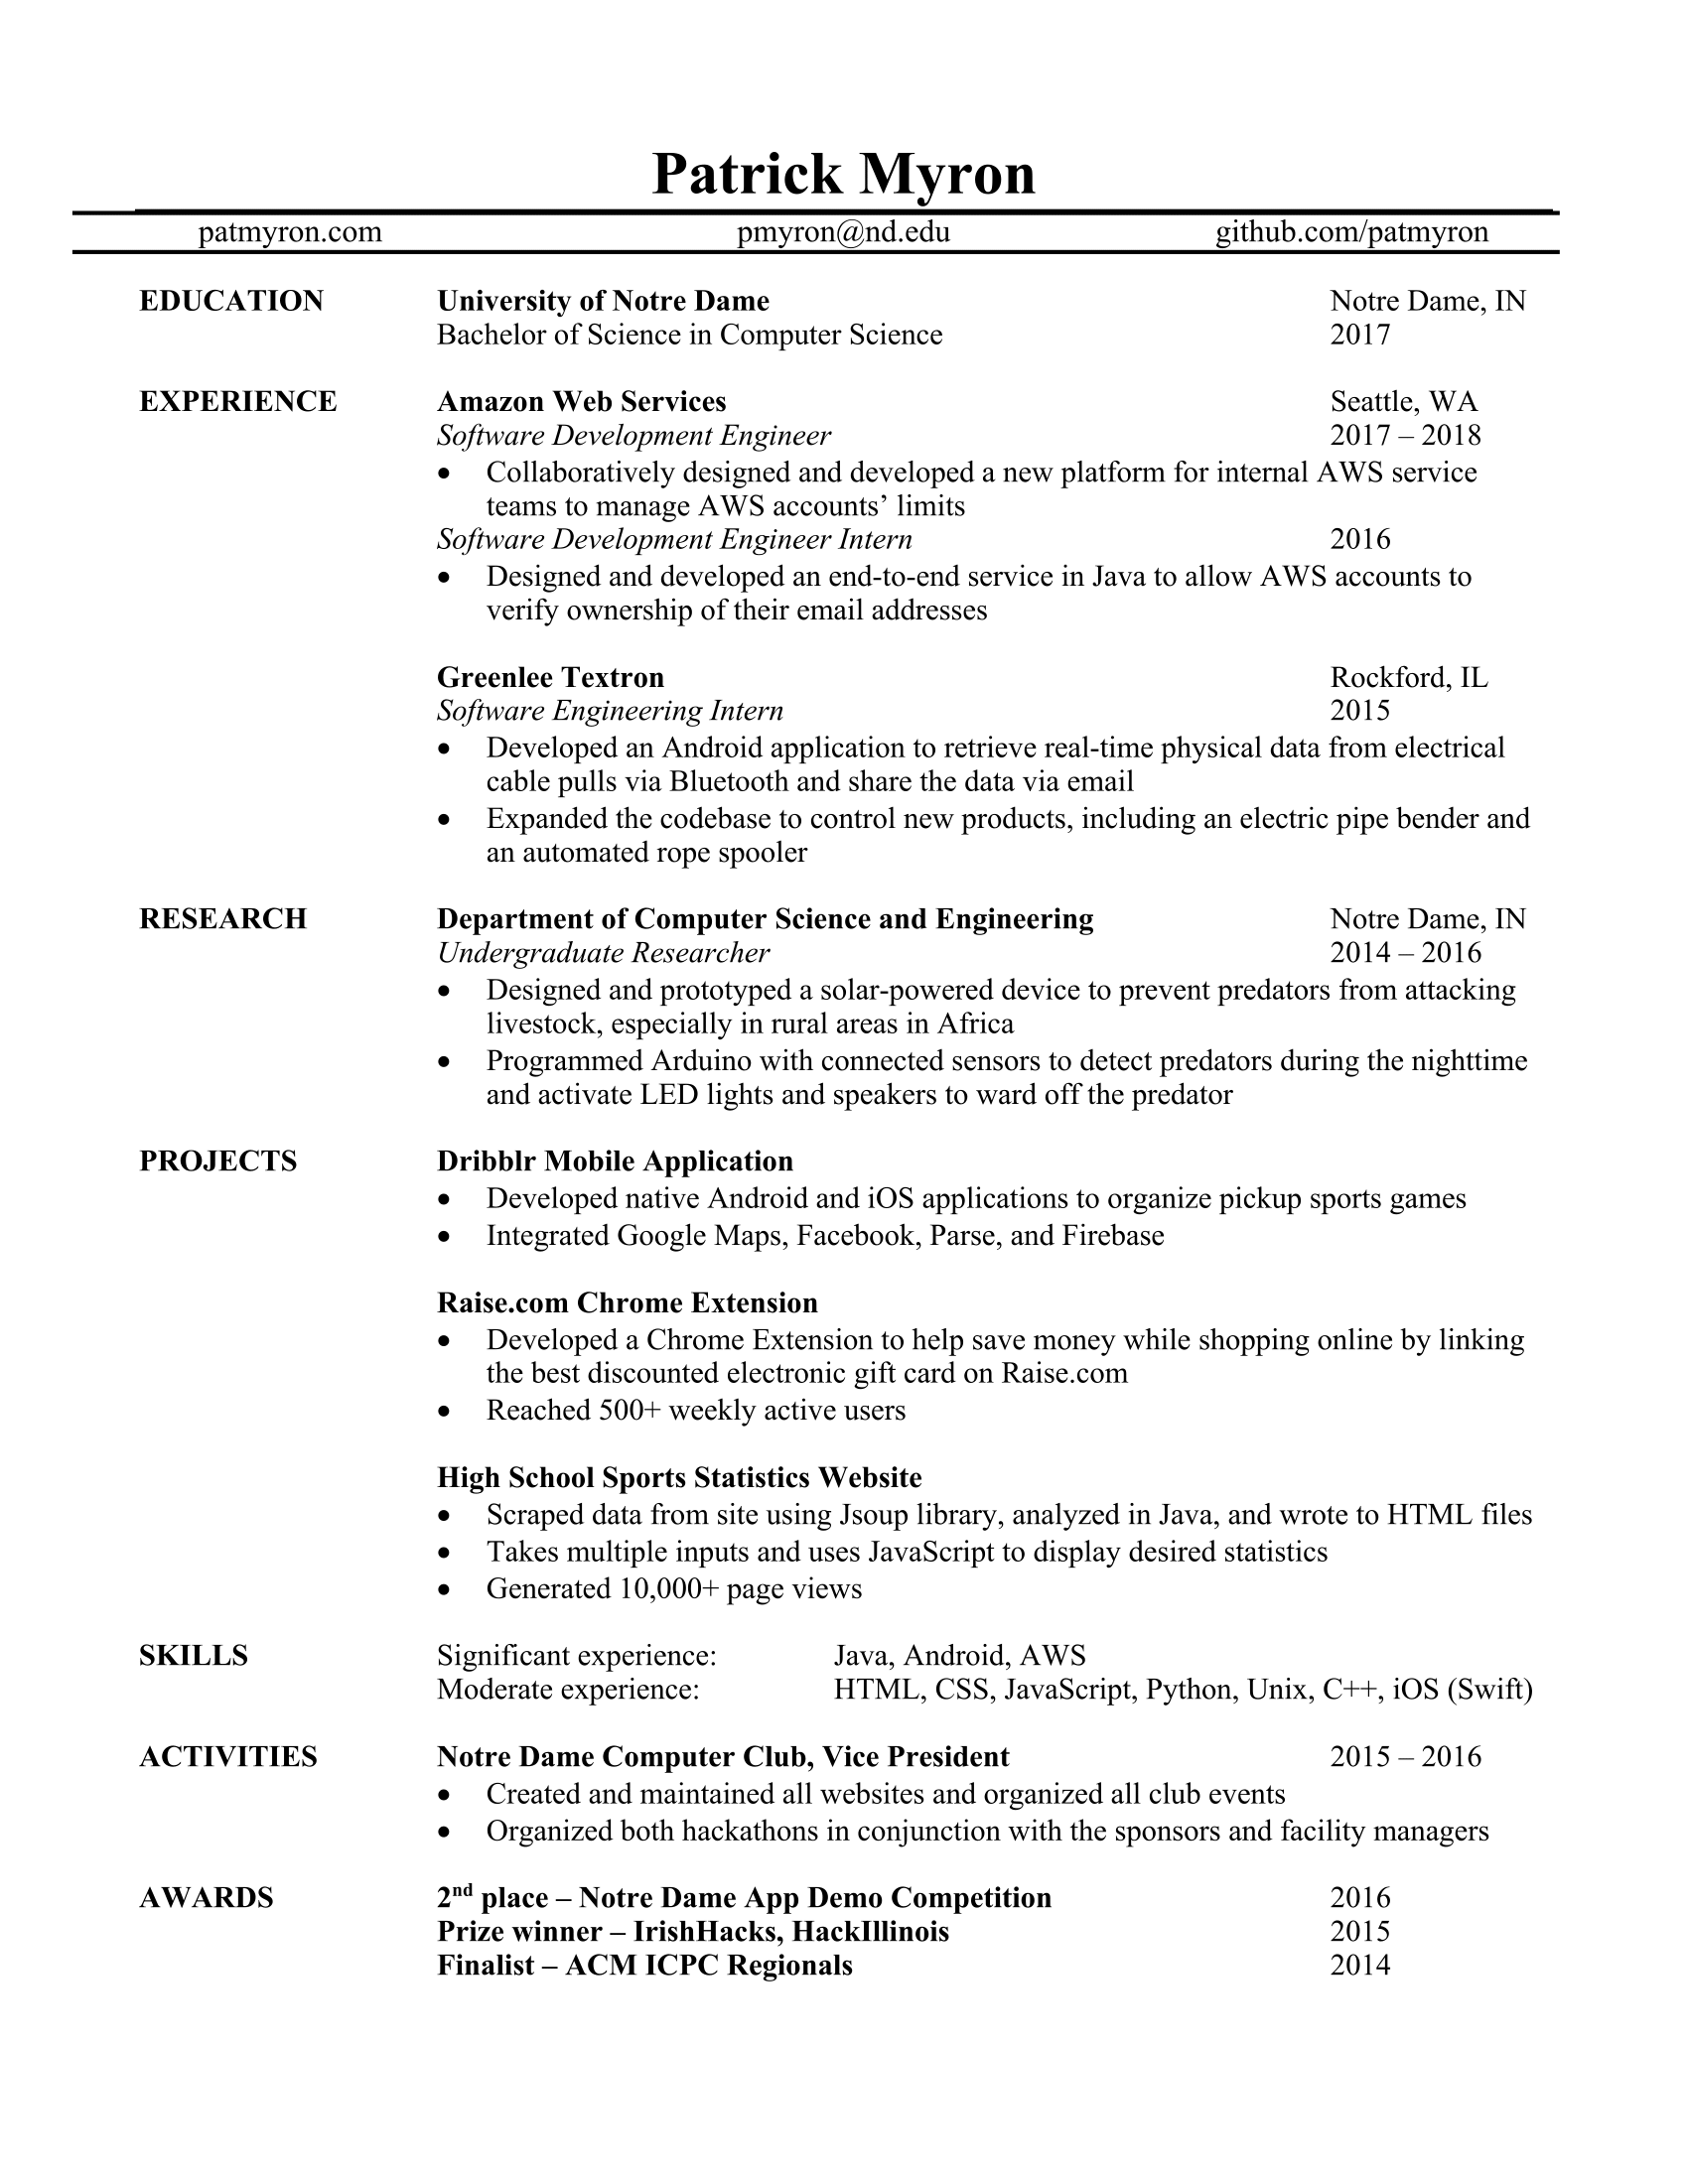 Patrick Myron
patmyron.com pmyron@nd.edu github.com/patmyron
EDUCATION University of Notre Dame Notre Dame, IN
Bachelor of Science in Computer Science 2017
EXPERIENCE Amazon Web Services Seattle, WA
Software Development Engineer 2017 – 2018
• Collaboratively designed and developed a new platform for internal AWS service
teams to manage AWS accounts’ limits
Software Development Engineer Intern 2016
• Designed and developed an end-to-end service in Java to allow AWS accounts to
verify ownership of their email addresses
Greenlee Textron Rockford, IL
Software Engineering Intern 2015
• Developed an Android application to retrieve real-time physical data from electrical
cable pulls via Bluetooth and share the data via email
• Expanded the codebase to control new products, including an electric pipe bender and
an automated rope spooler
RESEARCH Department of Computer Science and Engineering Notre Dame, IN
Undergraduate Researcher 2014 – 2016
• Designed and prototyped a solar-powered device to prevent predators from attacking
livestock, especially in rural areas in Africa
• Programmed Arduino with connected sensors to detect predators during the nighttime
and activate LED lights and speakers to ward off the predator
PROJECTS Dribblr Mobile Application
• Developed native Android and iOS applications to organize pickup sports games
• Integrated Google Maps, Facebook, Parse, and Firebase
Raise.com Chrome Extension
• Developed a Chrome Extension to help save money while shopping online by linking
the best discounted electronic gift card on Raise.com
• Reached 500+ weekly active users
High School Sports Statistics Website
• Scraped data from site using Jsoup library, analyzed in Java, and wrote to HTML files
• Takes multiple inputs and uses JavaScript to display desired statistics
• Generated 10,000+ page views
SKILLS Significant experience: Java, Android, AWS
Moderate experience: HTML, CSS, JavaScript, Python, Unix, C++, iOS (Swift)
ACTIVITIES Notre Dame Computer Club, Vice President 2015 – 2016
• Created and maintained all websites and organized all club events
• Organized both hackathons in conjunction with the sponsors and facility managers
AWARDS 2nd place – Notre Dame App Demo Competition 2016
Prize winner – IrishHacks, HackIllinois 2015
Finalist – ACM ICPC Regionals 2014